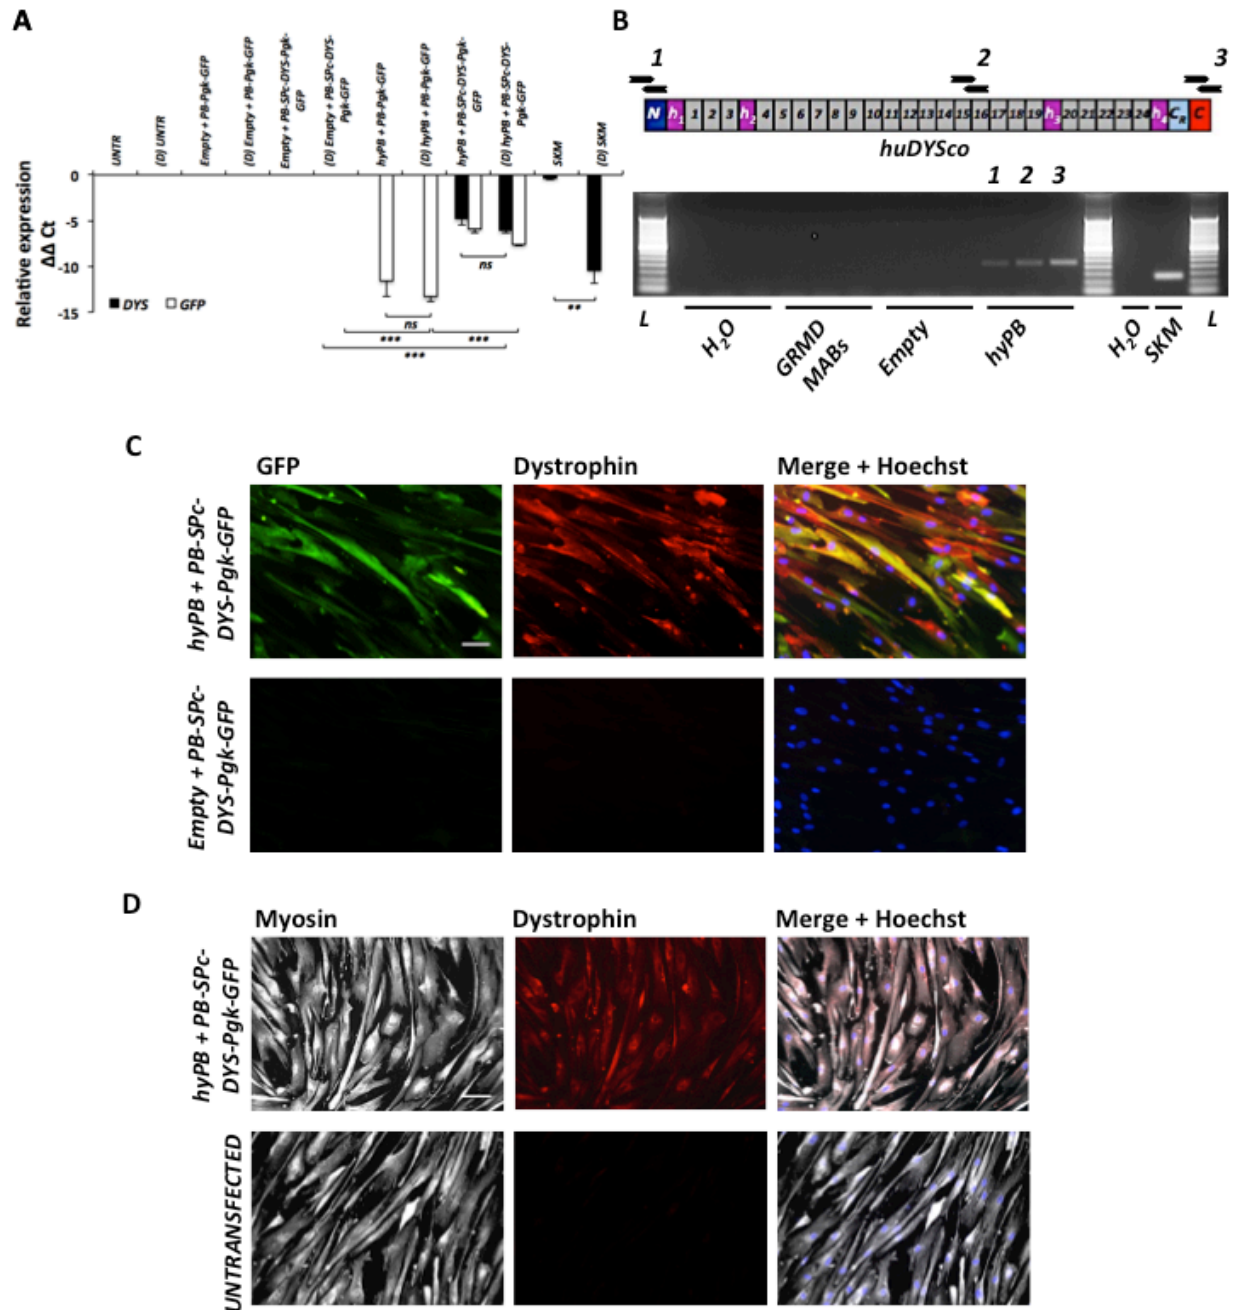 A
UNTR
(D) UNTR
Empty + PB-Pgk-GFP
(D) Empty + PB-Pgk-GFP
Empty + PB-SPc-DYS-Pgk-
GFP
(D) Empty + PB-SPc-DYS-
Pgk-GFP
hyPB + PB-Pgk-GFP
(D) hyPB + PB-Pgk-GFP
hyPB + PB-SPc-DYS-Pgk-
GFP
(D) hyPB + PB-SPc-DYS-
Pgk-GFP
SKM
(D) SKM
Relative expression
ΔΔ Ct
0
-5
-10
-15
DYS GFP
ns
ns
**
*** ***
***
B
1 2 3
N h1 1 2 3 h2 4 5 6 7 8 9 10 11 12 13 14 15 16 17 18 19 h3 20 21 22 23 24 h4 CR C
huDYSco
1 2 3
L H2O GRMD Empty hyPB H2O SKM L
MABs
C
GFP Dystrophin Merge + Hoechst
hyPB + PB-SPc-
DYS-Pgk-GFP
Empty + PB-SPc-
DYS-Pgk-GFP
D
Myosin Dystrophin Merge + Hoechst
hyPB + PB-SPc-
DYS-Pgk-GFP
UNTRANSFECTED